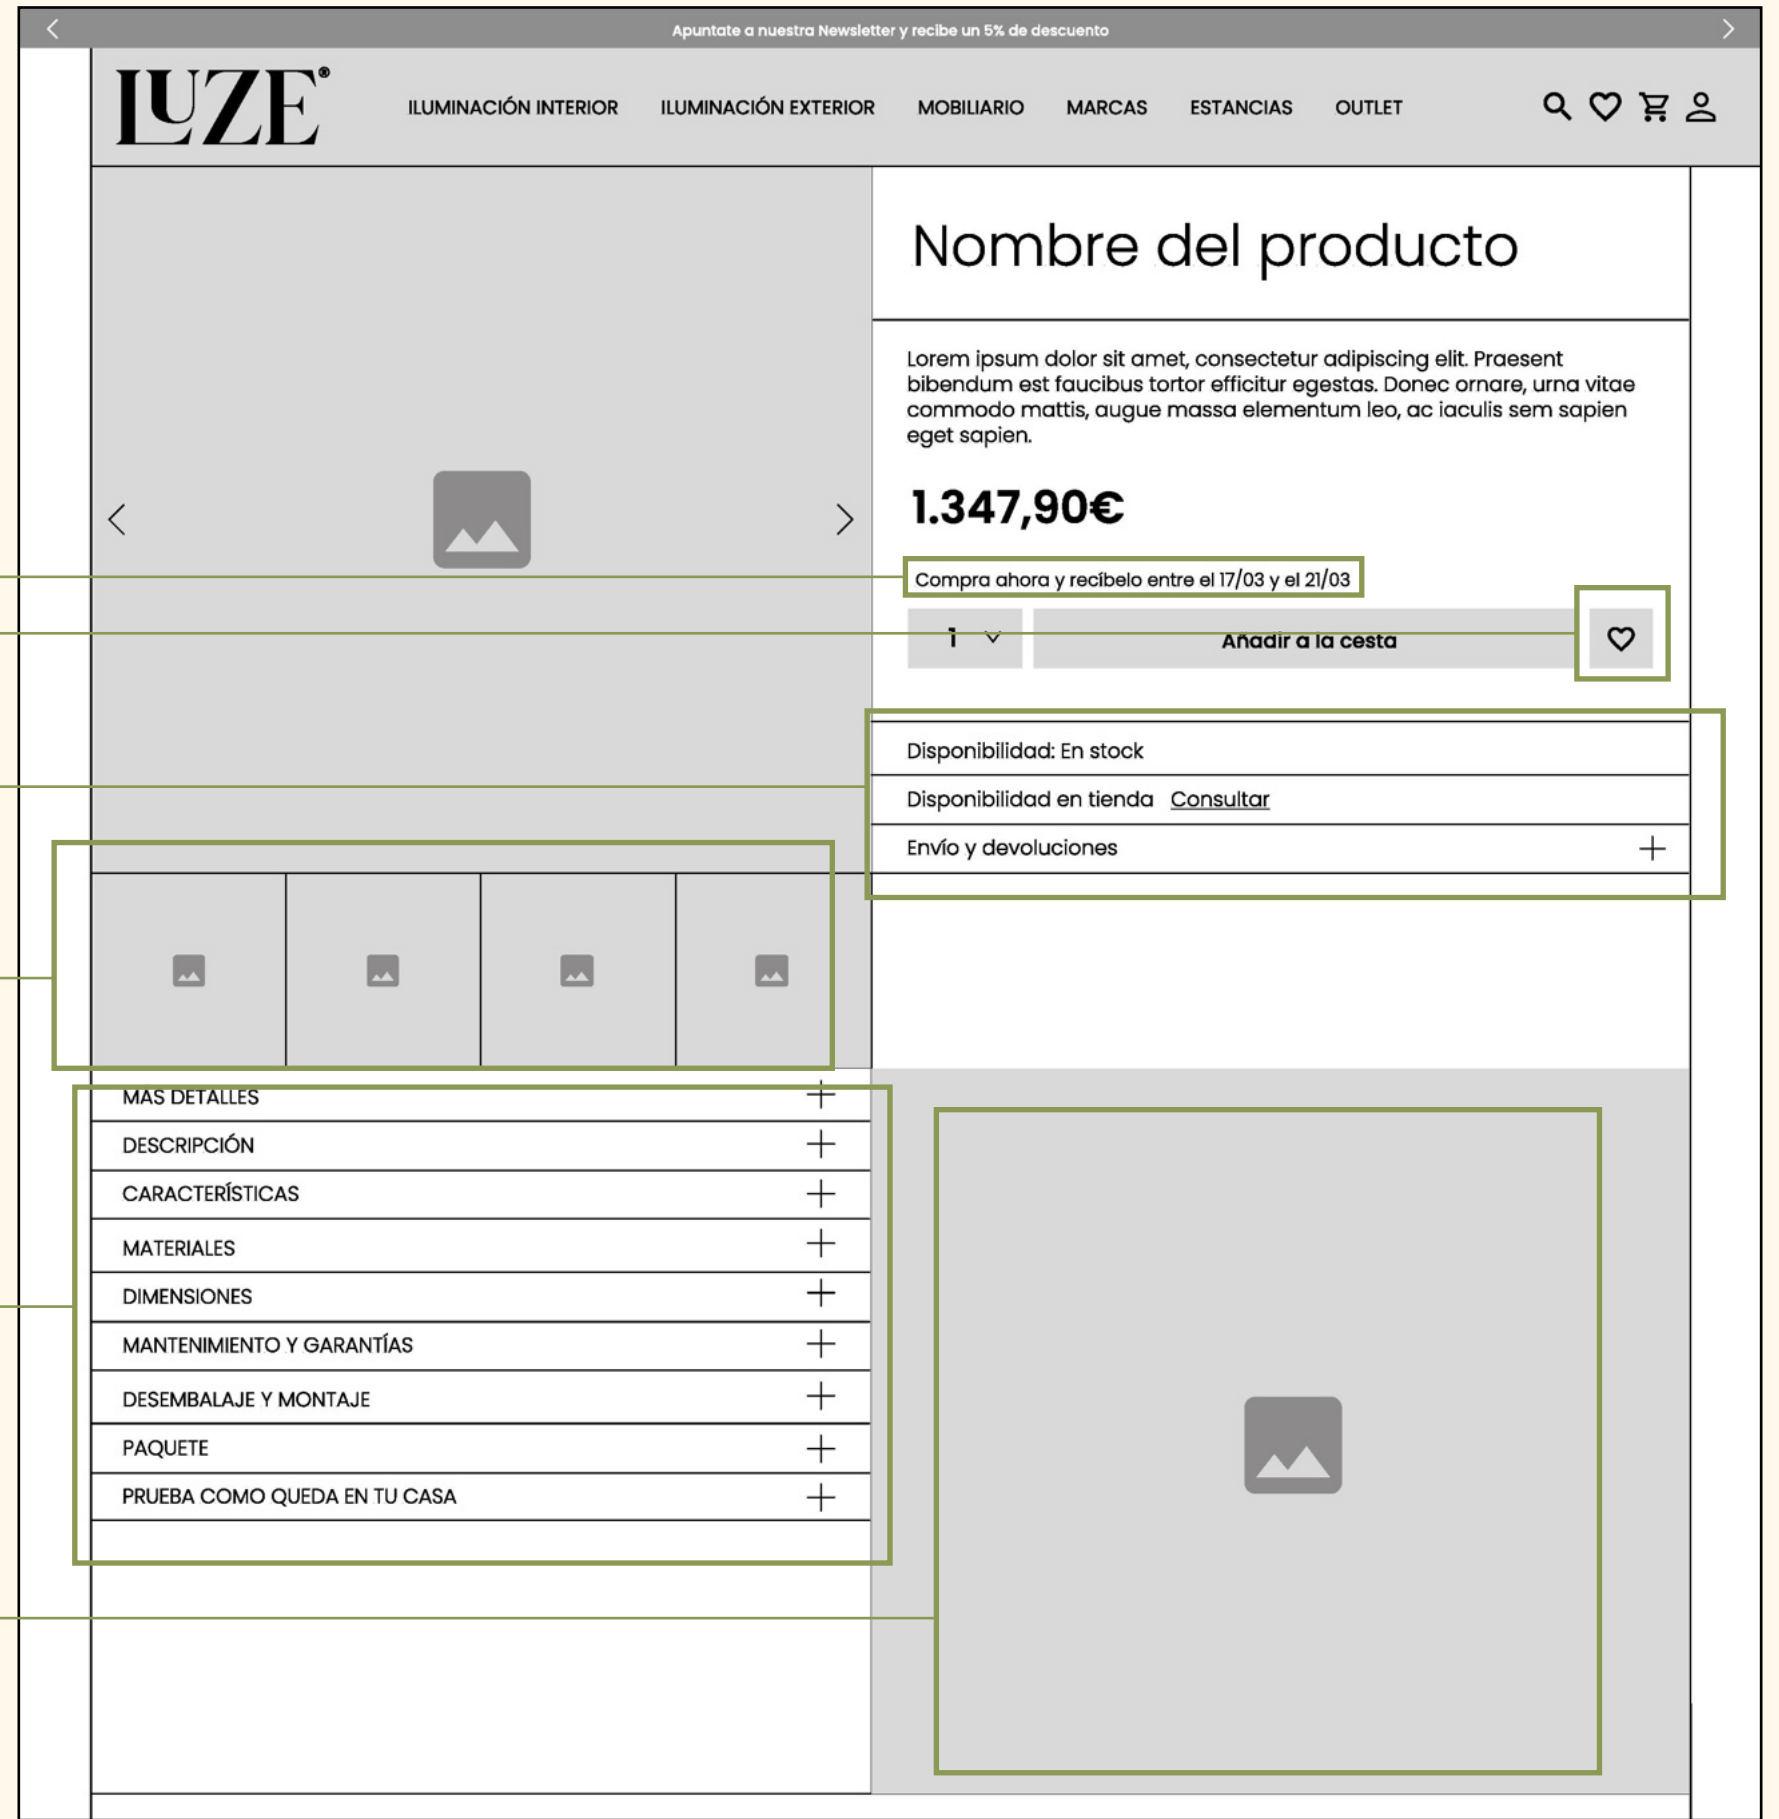 Apuntate a nuestra Newsletter y recibe un 5% de descuento
LUZE®
ILUMINACIÓN INTERIOR ILUMINACIÓN EXTERIOR MOBILIARIO MARCAS ESTANCIAS OUTLET
Nombre del producto
Lorem ipsum dolor sit amet, consectetur adipiscing elit. Praesent
bibendum est faucibus tortor efficitur egestas. Donec ornare, urna vitae
commodo mattis, augue massa elementum leo, ac iaculis sem sapien
eget sapien.
1.347,90€
Compra ahora y recíbelo entre el 17/03 y el 21/03
1 Añadir a la cesta
Disponibilidad: En stock
Disponibilidad en tienda Consultar
Envío y devoluciones
MÁS DETALLES
DESCRIPCIÓN
CARACTERÍSTICAS
MATERIALES
DIMENSIONES
MANTENIMIENTO Y GARANTÍAS
DESEMBALAJE Y MONTAJE
PAQUETE
PRUEBA COMO QUEDA EN TU CASA